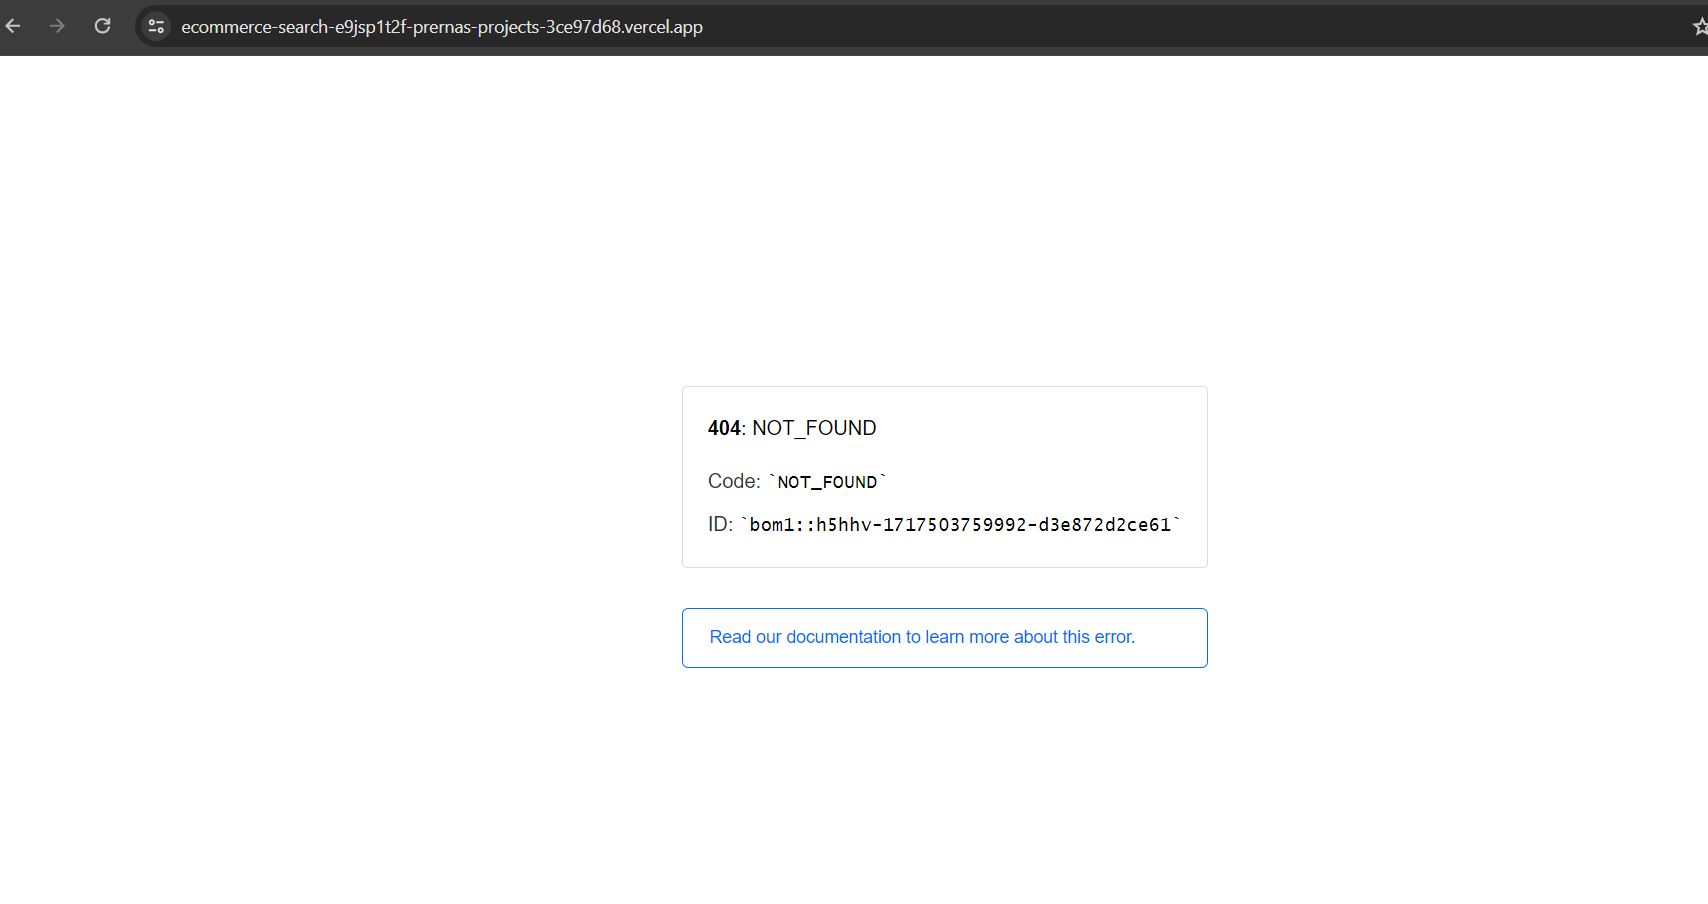 ecommerce-search-e9jsp1t2f-prernas-projects-3ce97d68.vercel.app
404: NOT_FOUND
Code: `NOT_FOUND`
ID: `bom1::h5hhv-1717503759992-d3e872d2ce61`
Read our documentation to learn more about this error.